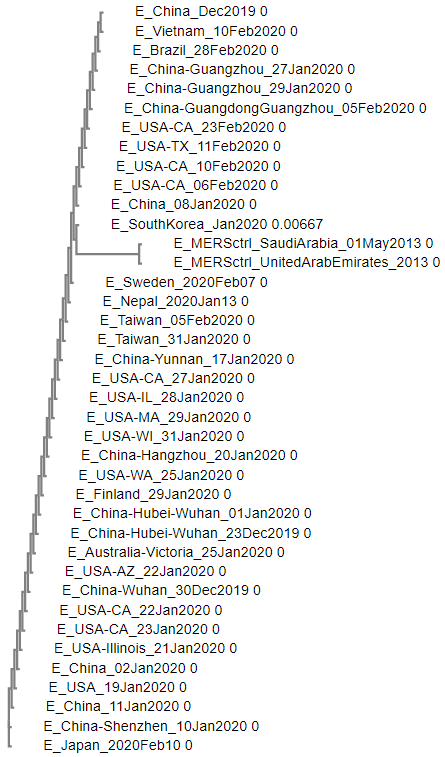 E_China_Dec2019 0
E_Vietnam_10Feb2020 0
E_Brazil_28Feb2020 0
E_China-Guangzhou_27Jan2020 0
E_China-Guangzhou_29Jan2020 0
E_China-GuangdongGuangzhou_05Feb2020 0
E_USA-CA_23Feb2020 0
E_USA-TX_11Feb2020 0
E_USA-CA_10Feb2020 0
E_USA-CA_06Feb2020 0
E_China_08Jan2020 0
E_SouthKorea_Jan2020 0.00667
E_MERSctrl_SaudiArabia_01May2013 0
E_MERSctrl_UnitedArabEmirates_2013 0
E_Sweden_2020Feb07 0
E_Nepal_2020Jan13 0
E_Taiwan_05Feb2020 0
E_Taiwan_31Jan2020 0
E_China-Yunnan_17Jan2020 0
E_USA-CA_27Jan2020 0
E_USA-IL_28Jan2020 0
E_USA-MA_29Jan2020 0
E_USA-WI_31Jan2020 0
E_China-Hangzhou_20Jan2020 0
E_USA-WA_25Jan2020 0
E_Finland_29Jan2020 0
E_China-Hubei-Wuhan_01Jan2020 0
E_China-Hubei-Wuhan_23Dec2019 0
E_Australia-Victoria_25Jan2020 0
E_USA-AZ_22Jan2020 0
E_China-Wuhan_30Dec2019 0
E_USA-CA_22Jan2020 0
E_USA-CA_23Jan2020 0
E_USA-Illinois_21Jan2020 0
E_China_02Jan2020 0
E_USA_19Jan2020 0
E_China_11Jan2020 0
E_China-Shenzhen_10Jan2020 0
E_Japan_2020Feb10 0